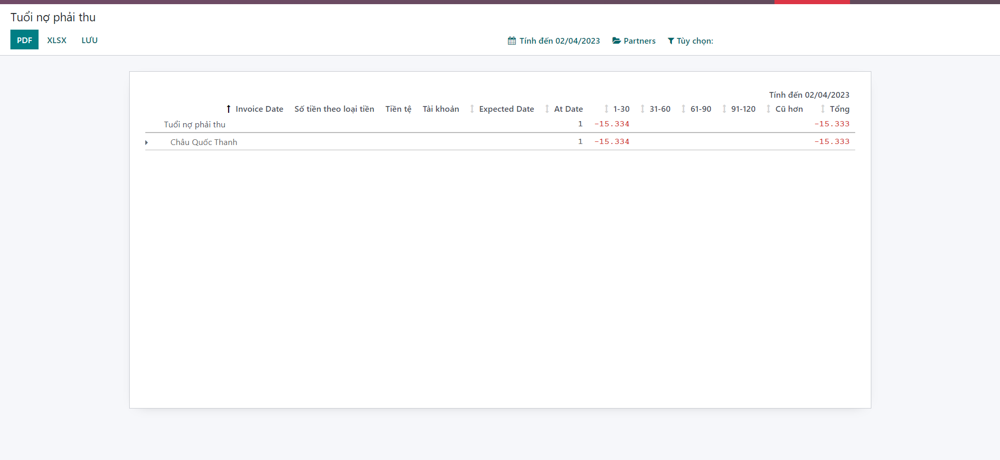 Tuổi nợ phải thu
PDF XLSX LƯU
Tính đến 02/04/2023 Partners Tùy chọn:
Tính đến 02/04/2023
Invoice Date Số tiền theo loại tiền Tiền tệ Tài khoản Expected Date At Date 1-30 31-60 61-90 91-120 Cũ hơn Tổng
Tuổi nợ phải thu 1 -15.334 -15.333
Châu Quốc Thanh 1 -15.334 -15.333